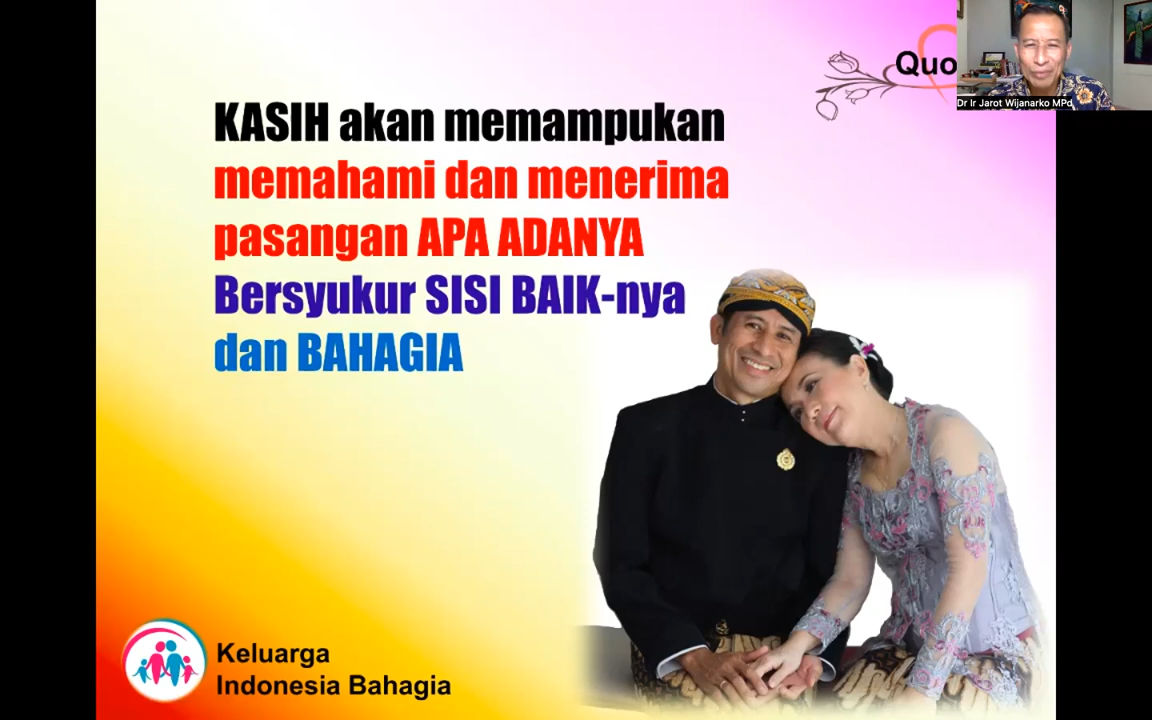 Quo
Dr Ir Jarot Wijanarko MPd
KASIH akan memampukan
memahami dan menerima
pasangan APA ADANYA
Bersyukur SISI BAIK-nya
dan BAHAGIA
Keluarga
Indonesia Bahagia